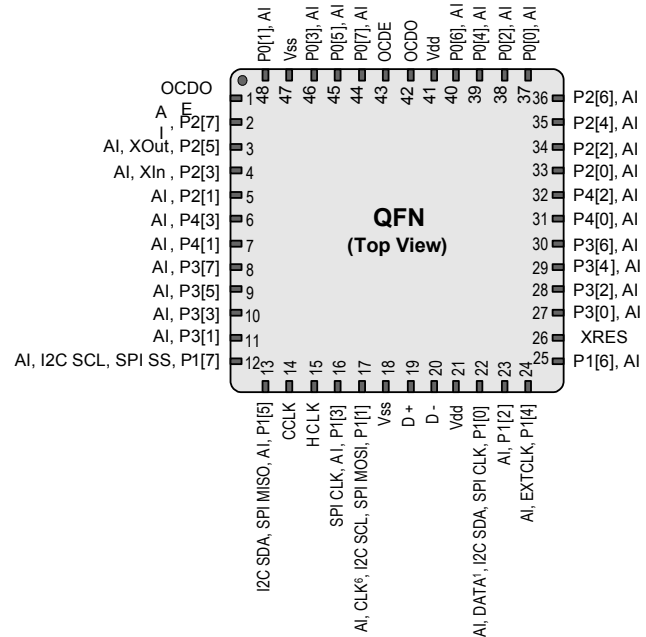 P0[1], AI
Vss
P0[3], AI
P0[5], AI
P0[7], AI
OCDE
OCDO
Vdd
P0[6], AI
P0[4], AI
P0[2], AI
P0[0], AI
48
47
46
45
44
43
42
41
40
39
38
37
OCDO
E
1
A
I
, P2[7]
2
AI, XOut, P2[5]
3
AI, XIn , P2[3]
4
AI , P2[1]
5
AI , P4[3]
6
AI , P4[1]
7
AI, P3[7]
8
AI, P3[5]
9
AI, P3[3]
10
AI, P3[1]
11
AI, I2C SCL, SPI SS, P1[7]
12
QFN
(Top View)
36 P2[6], AI
35 P2[4], AI
34 P2[2], AI
33 P2[0], AI
32 P4[2], AI
31 P4[0], AI
30 P3[6], AI
29 P3[4], AI
28 P3[2], AI
27 P3[0], AI
26 XRES
25 P1[6], AI
13
14
15
16
17
18
19
20
21
22
23
24
I2C SDA, SPI MISO, AI, P1[5]
CCLK
HCLK
SPI CLK, AI, P1[3]
AI, CLK⁶, I2C SCL, SPI MOSI, P1[1]
Vss
D +
D -
Vdd
AI, DATA¹, I2C SDA, SPI CLK, P1[0]
AI, P1[2]
AI, EXTCLK, P1[4]